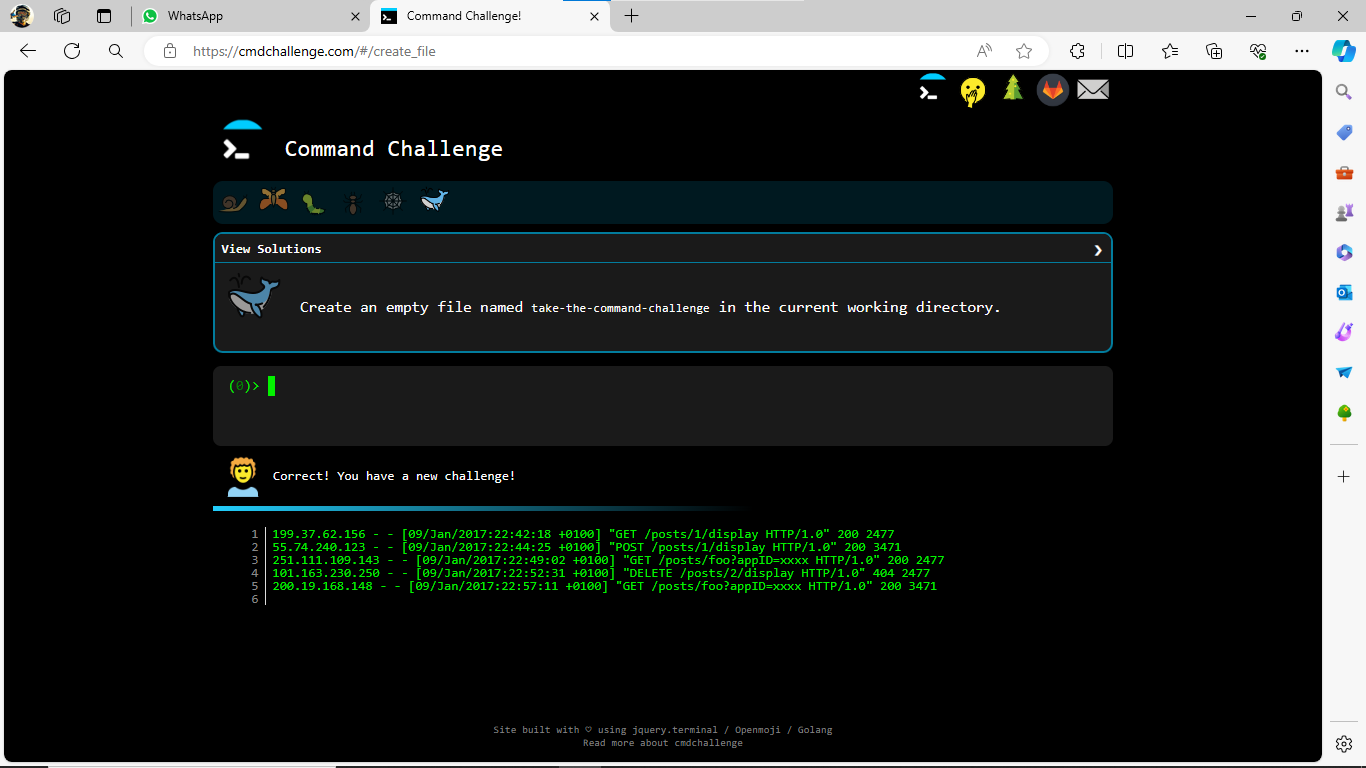 WhatsApp
Command Challenge!
https://cmdchallenge.com/#/create_file
Command Challenge
View Solutions
Create an empty file named take-the-command-challenge in the current working directory.
(0)>
Correct! You have a new challenge!
1 199.37.62.156 - - [09/Jan/2017:22:42:18 +0100] "GET /posts/1/display HTTP/1.0" 200 2477
2 55.74.240.123 - - [09/Jan/2017:22:44:25 +0100] "POST /posts/1/display HTTP/1.0" 200 3471
3 251.111.109.143 - - [09/Jan/2017:22:49:02 +0100] "GET /posts/foo?appID=xxxx HTTP/1.0" 200 2477
4 101.163.230.250 - - [09/Jan/2017:22:52:31 +0100] "DELETE /posts/2/display HTTP/1.0" 404 2477
5 200.19.168.148 - - [09/Jan/2017:22:57:11 +0100] "GET /posts/foo?appID=xxxx HTTP/1.0" 200 3471
6
Site built with ♡ using jquery.terminal / Openmoji / Golang
Read more about cmdchallenge